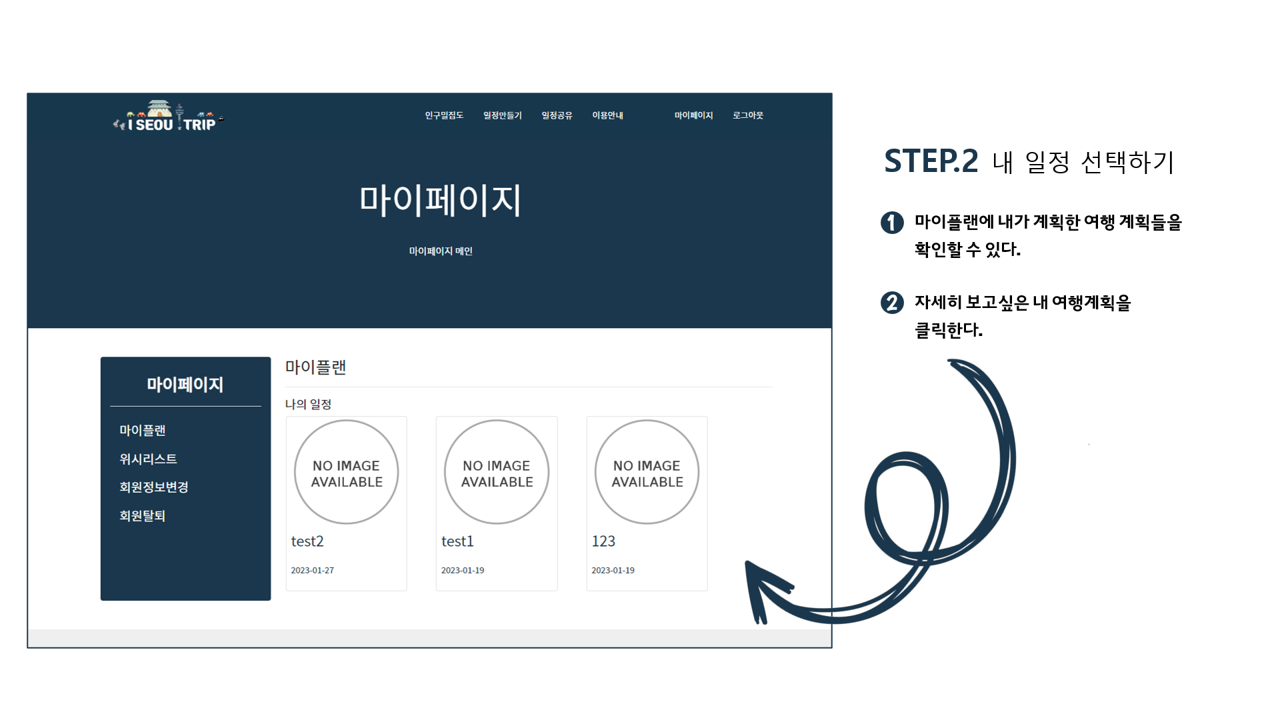 I SEOUL TRIP
인구밀집도 일정만들기 일정공유 이용안내 마이페이지 로그아웃
마이페이지
마이페이지 메인
STEP.2 내 일정 선택하기
1 마이플랜에 내가 계획한 여행 계획들을
확인할 수 있다.
2 자세히 보고싶은 내 여행계획을
클릭한다.
마이페이지
마이플랜
위시리스트
회원정보변경
회원탈퇴
마이플랜
나의 일정
NO IMAGE
AVAILABLE
test2
2023-01-27
NO IMAGE
AVAILABLE
test1
2023-01-19
NO IMAGE
AVAILABLE
123
2023-01-19